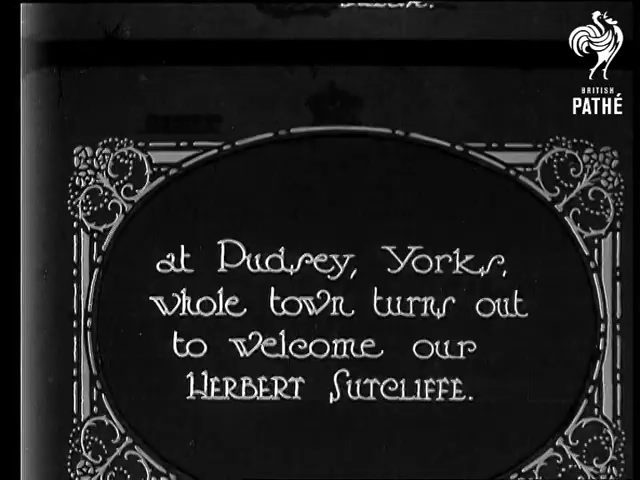 BRITISH
PATHÉ
at Pudsey, Yorks,
whole town turns out
to welcome our
HERBERT SUTCLIFFE.